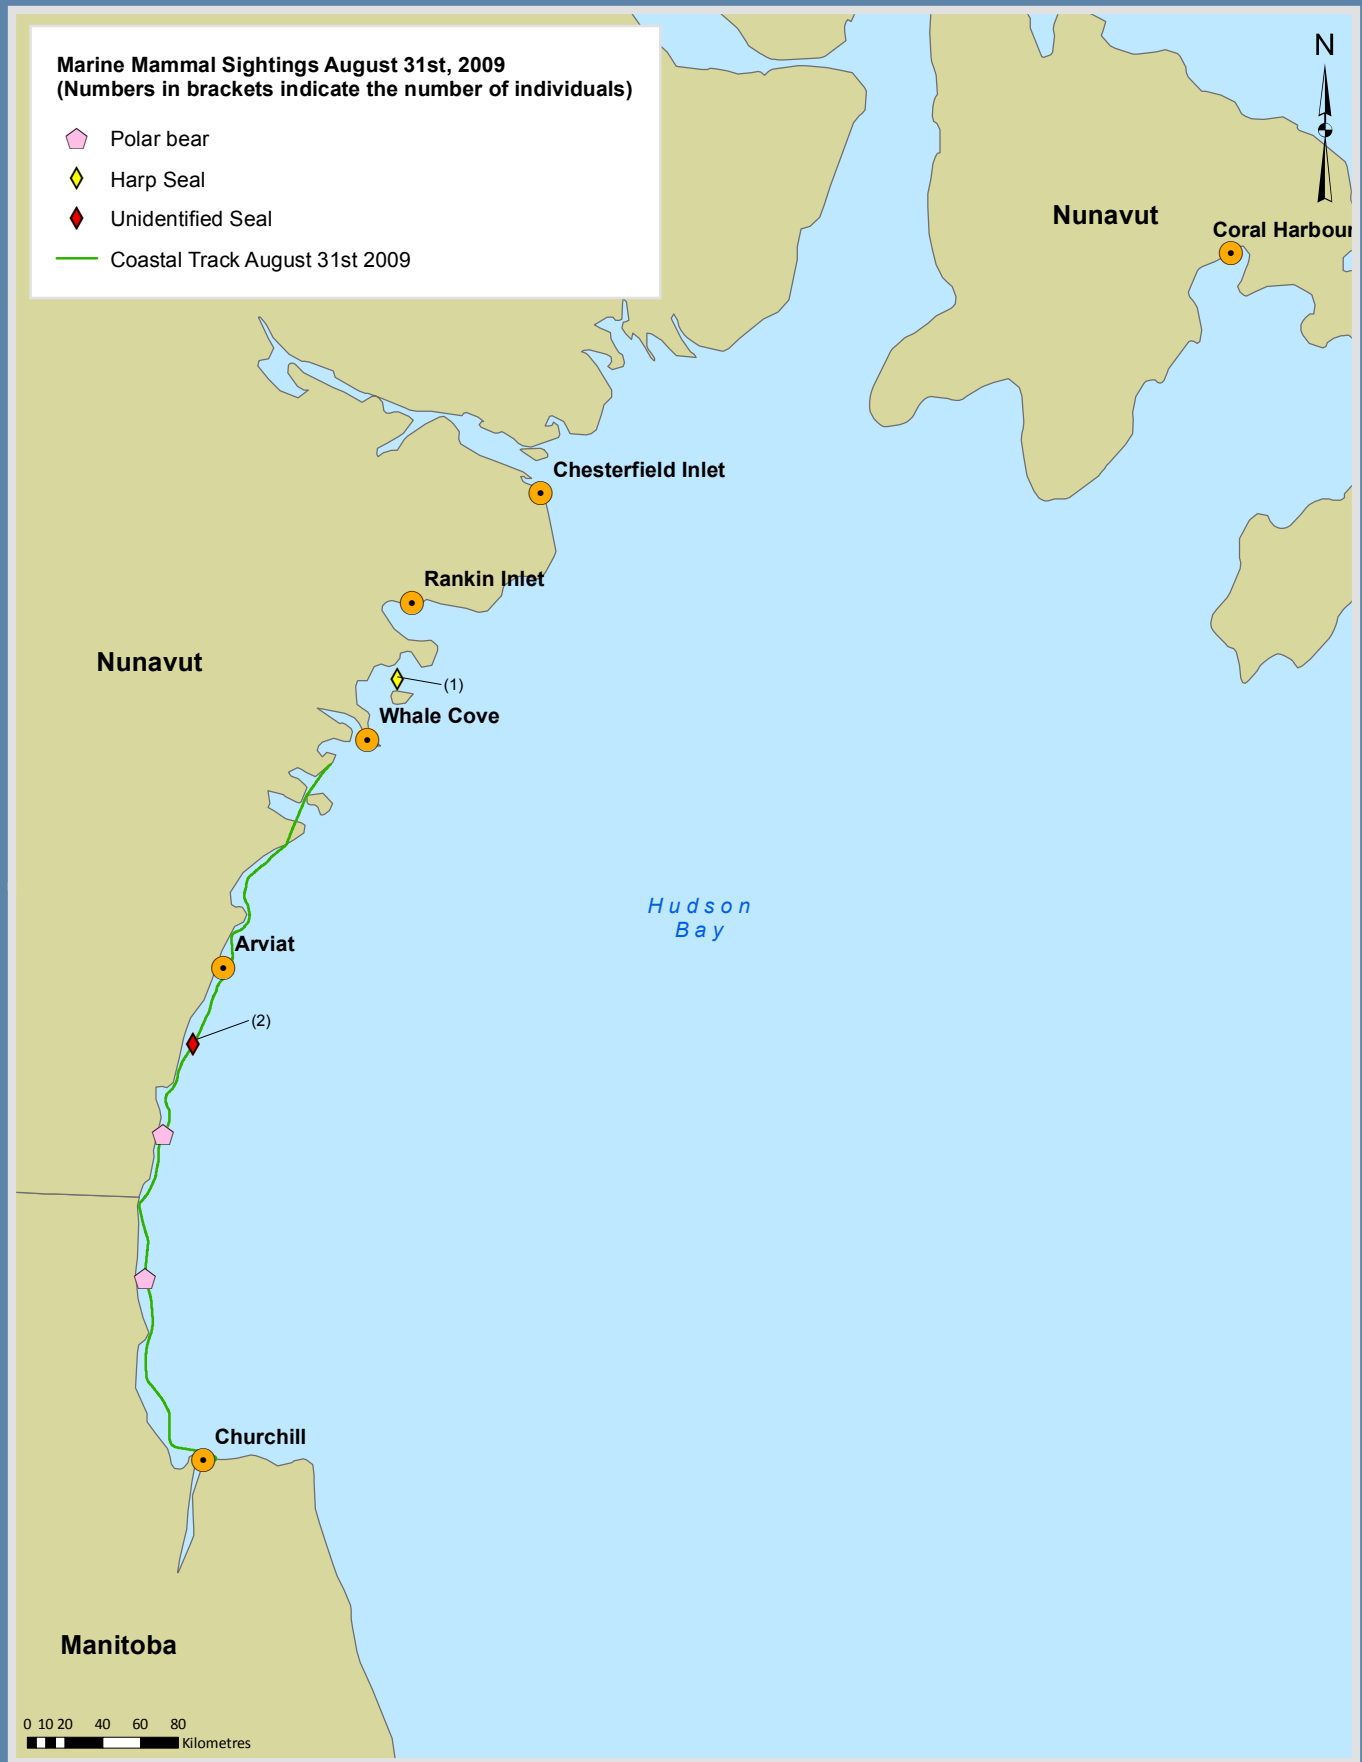 Marine Mammal Sightings August 31st, 2009
(Numbers in brackets indicate the number of individuals)
Polar bear
Harp Seal
Unidentified Seal
Coastal Track August 31st 2009
N
Nunavut
Coral Harbour
Chesterfield Inlet
Rankin Inlet
Nunavut
(1)
Whale Cove
Hudson
Bay
Arviat
(2)
Churchill
Manitoba
0 10 20 40 60 80
Kilometres